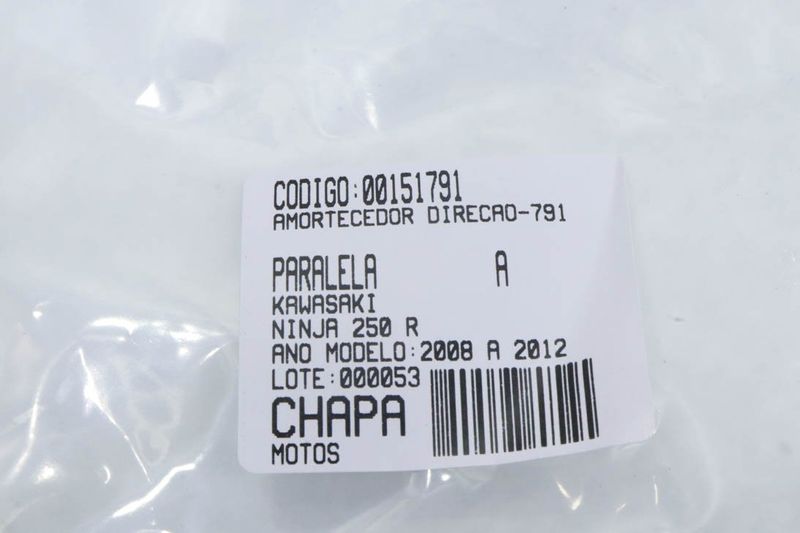 CODIGO:00151791
AMORTECEDOR DIRECAO-791
PARALELA A
KAWASAKI
NINJA 250 R
ANO MODELO:2008 A 2012
LOTE:000053
CHAPA
MOTOS